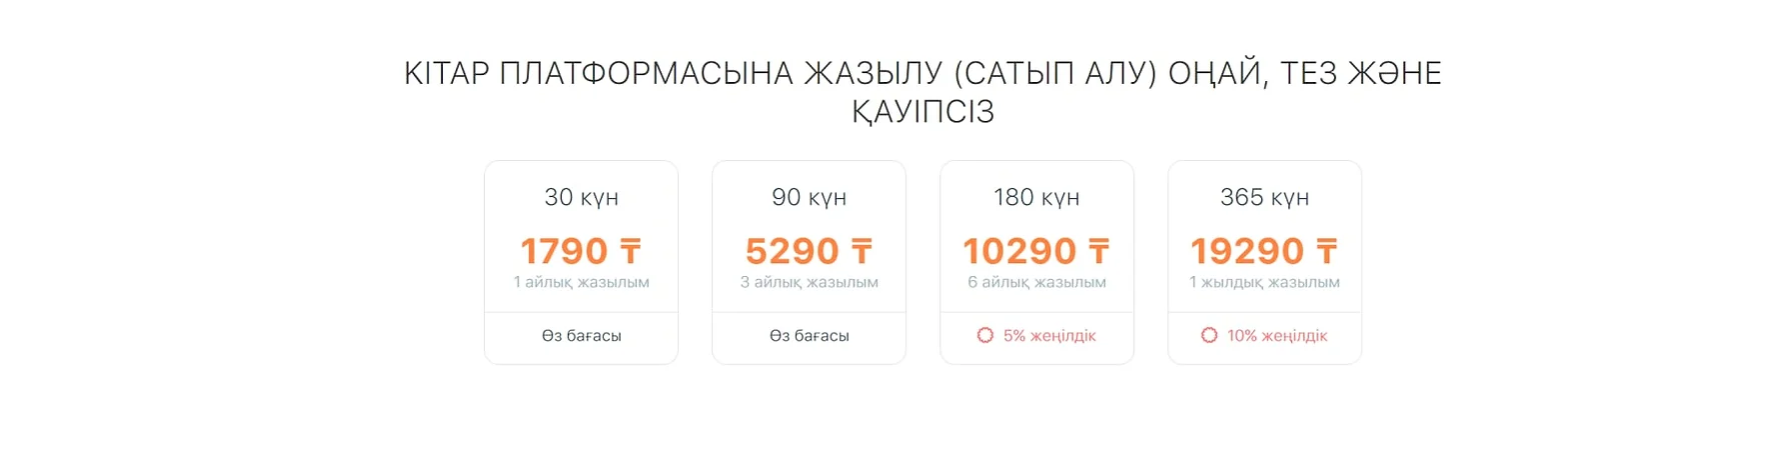 КІТАР ПЛАТФОРМАСЫНА ЖАЗЫЛУ (САТЫП АЛУ) ОҢАЙ, ТЕЗ ЖӘНЕ
ҚАУІПСІЗ
30 күн
1790 ₸
1 айлық жазылым
Өз бағасы
90 күн
5290 ₸
3 айлық жазылым
Өз бағасы
180 күн
10290 ₸
6 айлық жазылым
5% жеңілдік
365 күн
19290 ₸
1 жылдық жазылым
10% жеңілдік